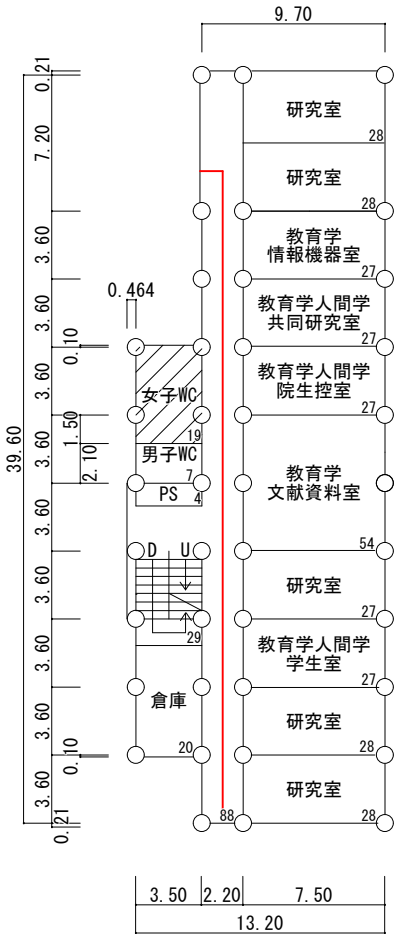 9.70
0.21
7.20
3.60
3.60
0.10
3.60
3.60
3.60
3.60
3.60
3.60
0.10
3.60
0.21
39.60
1.50
2.10
0.464
研究室
28
研究室
28
教育学
情報機器室
27
教育学人間学
共同研究室
27
教育学人間学
院生控室
27
女子WC
19
男子WC
7
PS
4
教育学
文献資料室
54
D U
29
研究室
27
教育学人間学
学生室
27
倉庫
20
研究室
28
研究室
28
88
3.50 2.20 7.50
13.20